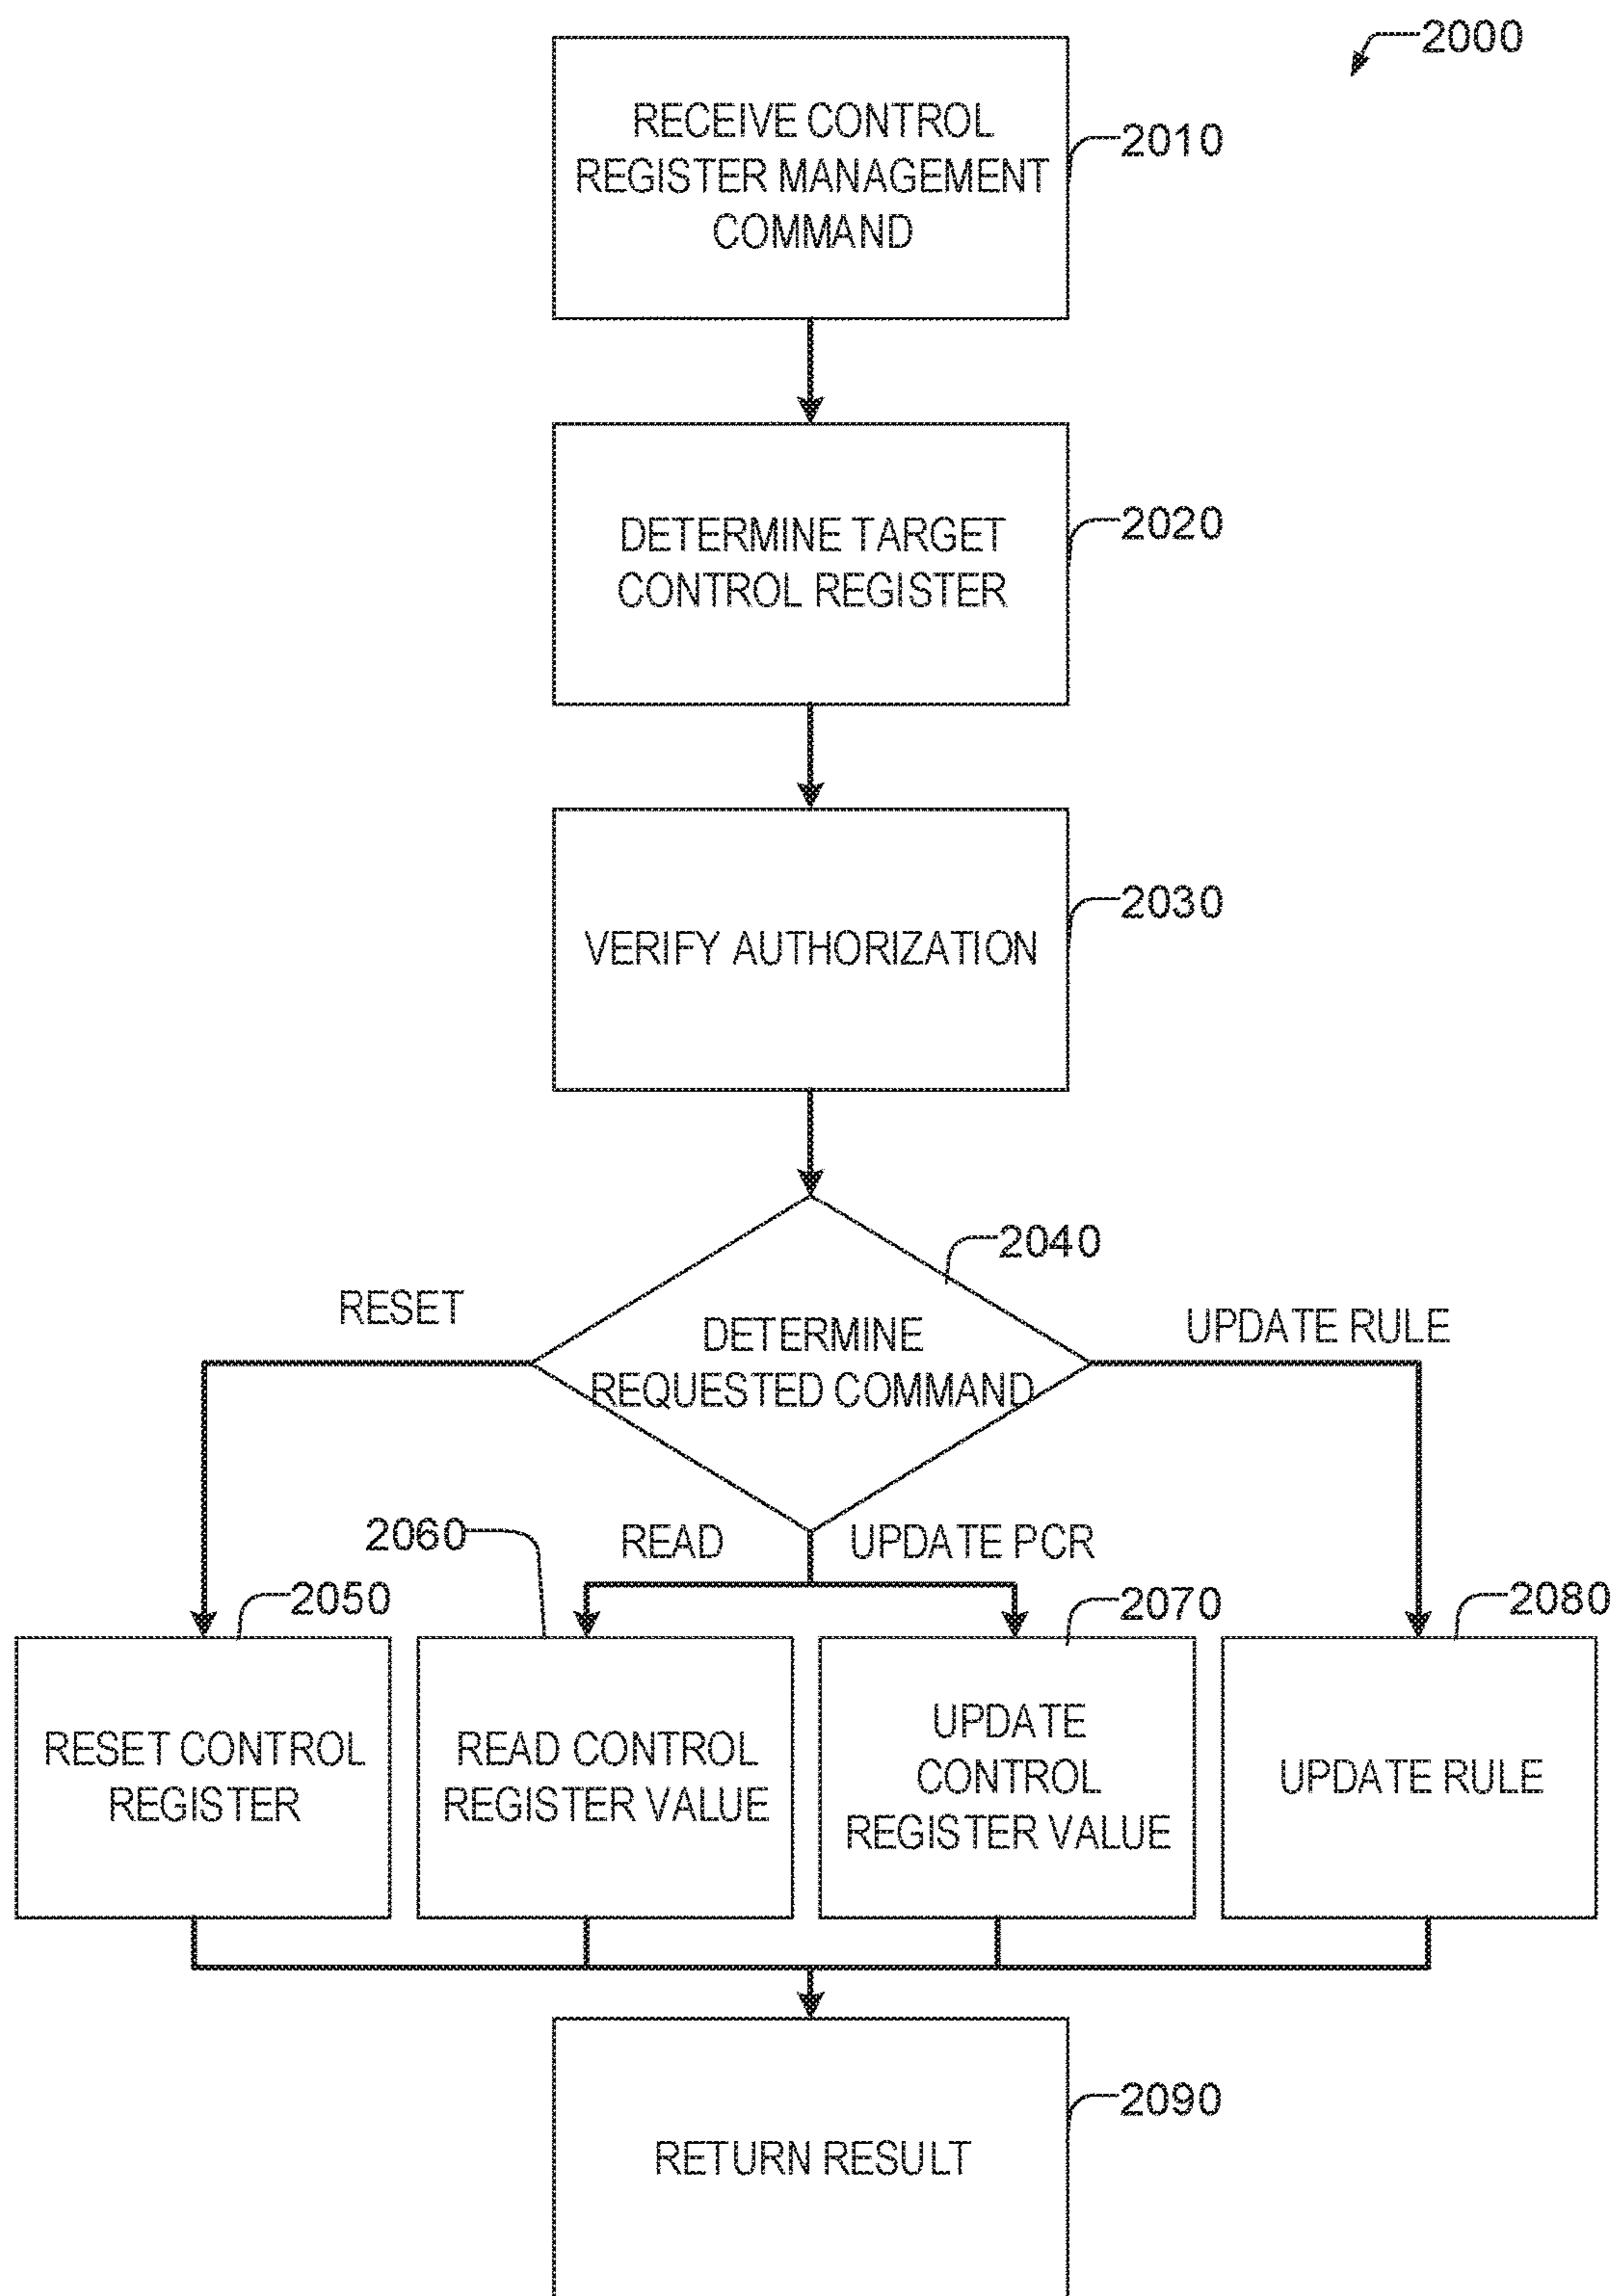 2000
RECEIVE CONTROL
REGISTER MANAGEMENT
COMMAND
2010
DETERMINE TARGET
CONTROL REGISTER
2020
VERIFY AUTHORIZATION
2030
2040
DETERMINE
REQUESTED COMMAND
RESET
UPDATE RULE
READ
UPDATE PCR
2050
2060
2070
2080
RESET CONTROL
REGISTER
READ CONTROL
REGISTER VALUE
UPDATE
CONTROL
REGISTER VALUE
UPDATE RULE
RETURN RESULT
2090